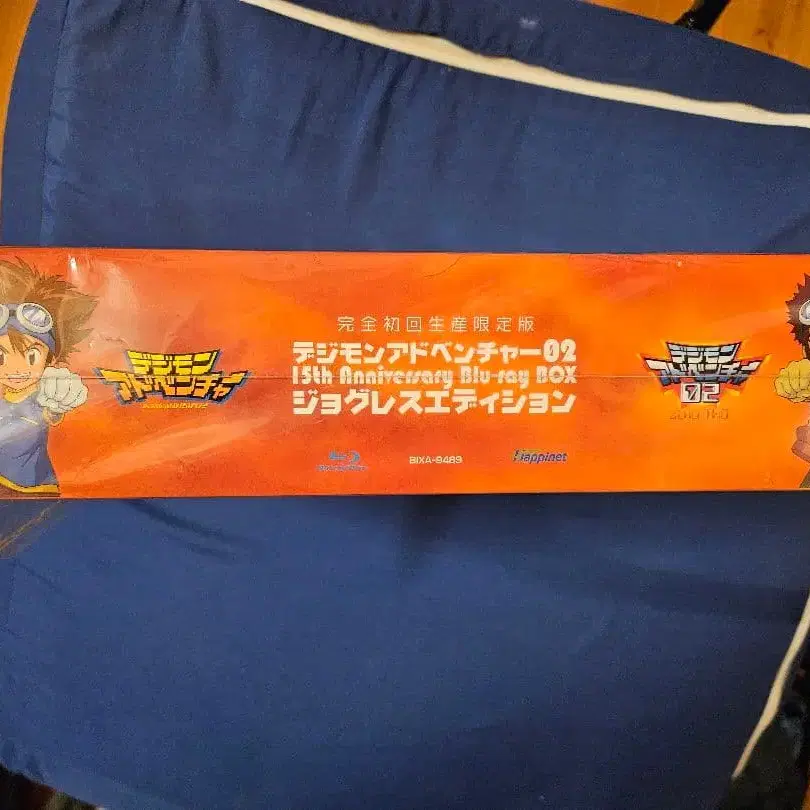 完全初回生産限定版
デジモンアドベンチャー02
15th Anniversary Blu-ray BOX
ジョグレスエディション
デジモン
アドベンチャー
デジモン
アドベンチャー
02
ZERO TWO
BIXA-9489
Happinet